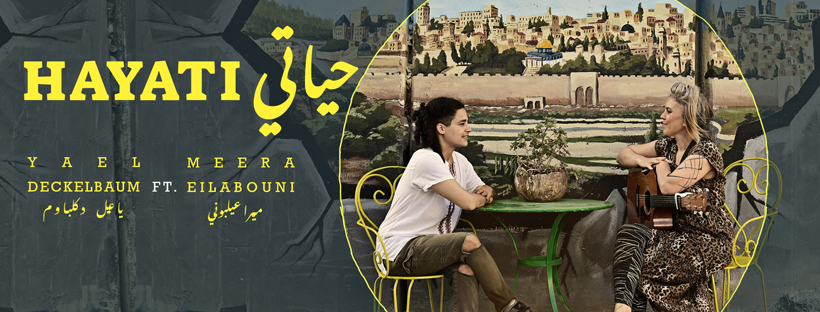 HAYATI حياتي
YAEL MEERA
DECKELBAUM FT. EILABOUNI
ياعيل دكلباوم ميرا عيلبوني